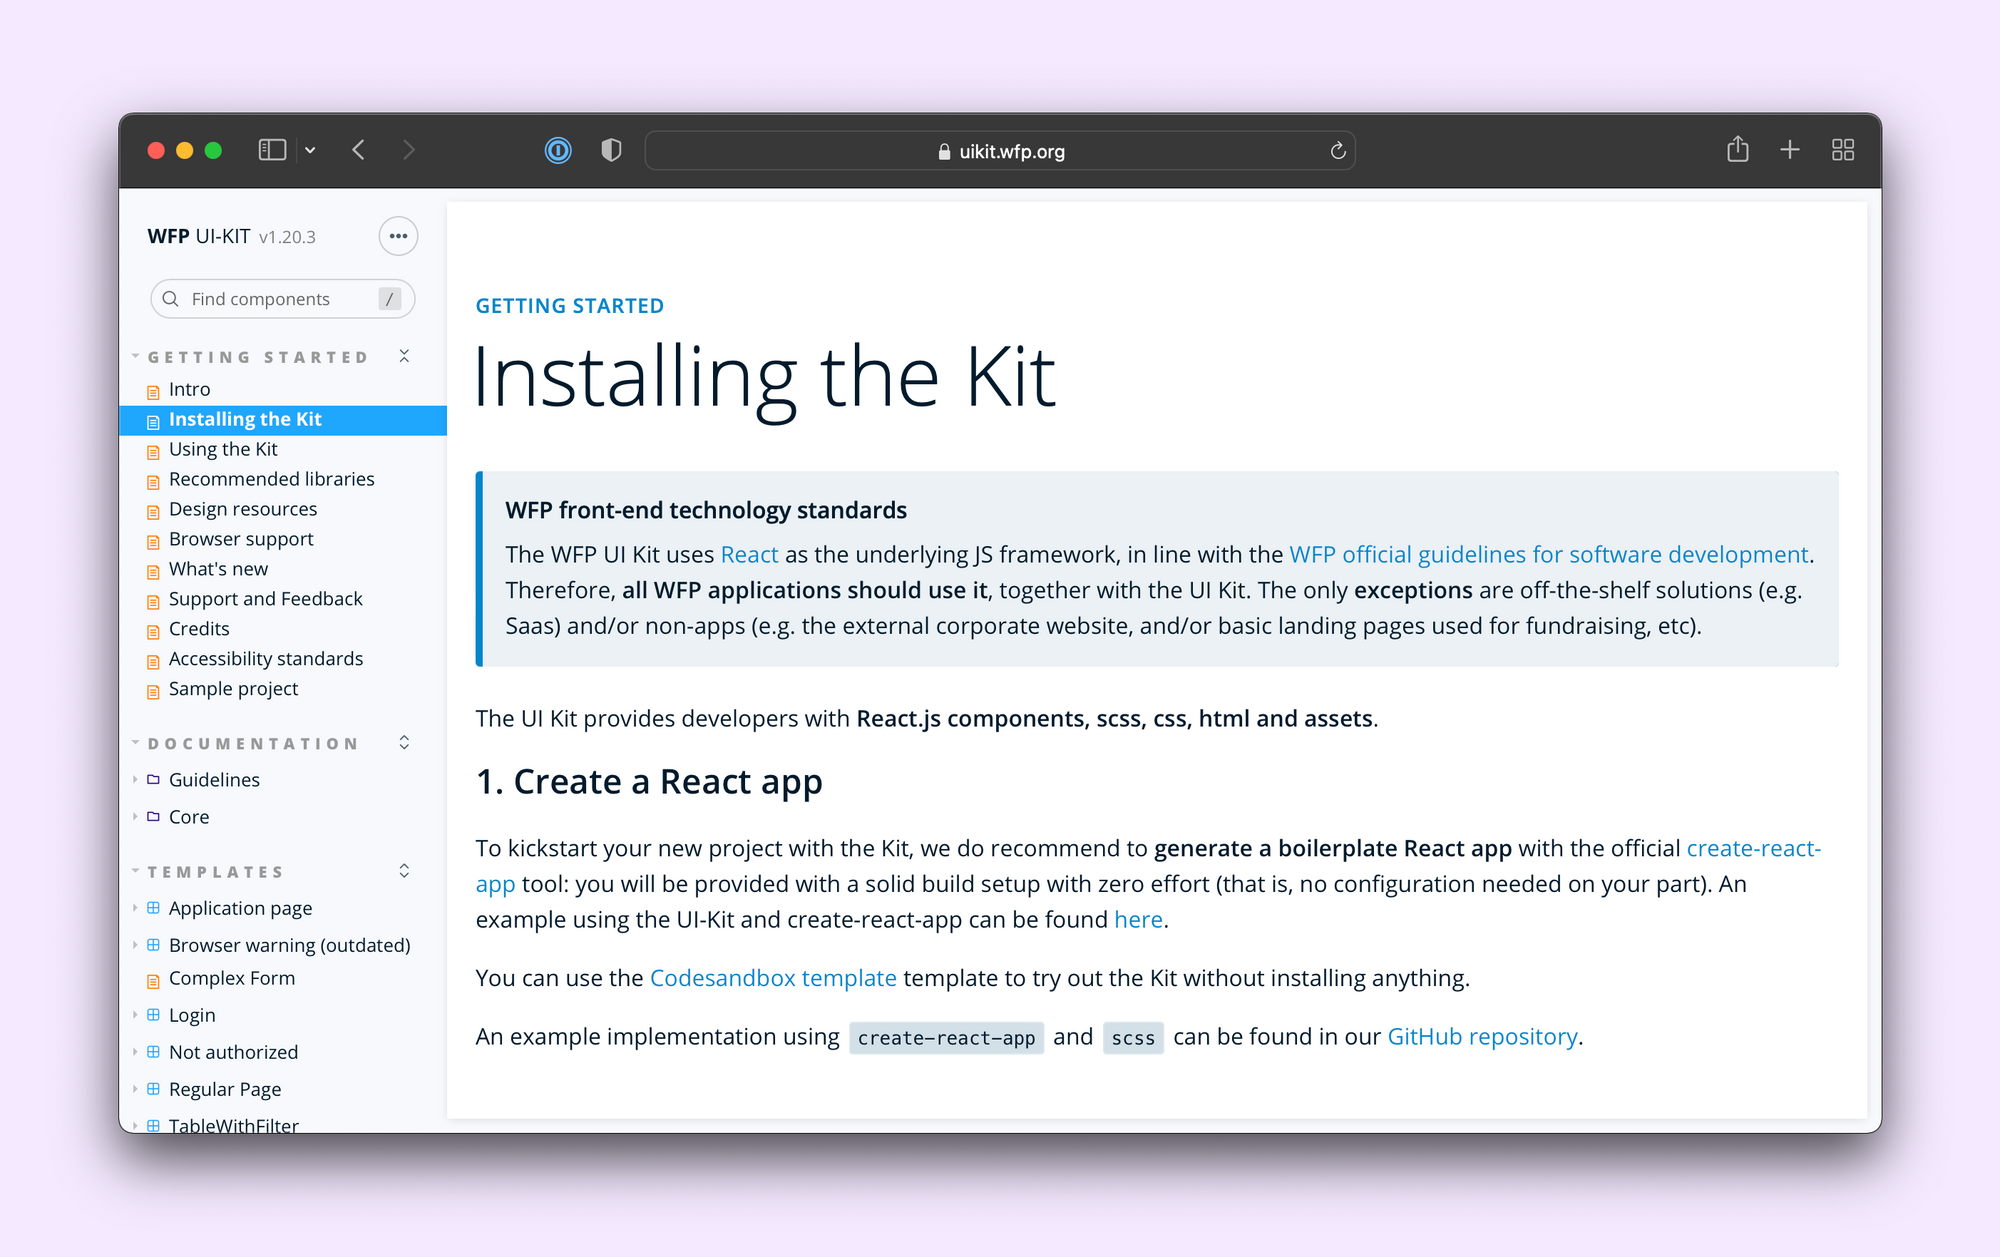 uikit.wfp.org
WFP UI-KIT v1.20.3
Find components /
GETTING STARTED
Intro
Installing the Kit
Using the Kit
Recommended libraries
Design resources
Browser support
What's new
Support and Feedback
Credits
Accessibility standards
Sample project
DOCUMENTATION
Guidelines
Core
TEMPLATES
Application page
Browser warning (outdated)
Complex Form
Login
Not authorized
Regular Page
TableWithFilter
GETTING STARTED
Installing the Kit
WFP front-end technology standards
The WFP UI Kit uses React as the underlying JS framework, in line with the WFP official guidelines for software development.
Therefore, all WFP applications should use it, together with the UI Kit. The only exceptions are off-the-shelf solutions (e.g.
Saas) and/or non-apps (e.g. the external corporate website, and/or basic landing pages used for fundraising, etc).
The UI Kit provides developers with React.js components, scss, css, html and assets.
1. Create a React app
To kickstart your new project with the Kit, we do recommend to generate a boilerplate React app with the official create-react-
app tool: you will be provided with a solid build setup with zero effort (that is, no configuration needed on your part). An
example using the UI-Kit and create-react-app can be found here.
You can use the Codesandbox template template to try out the Kit without installing anything.
An example implementation using create-react-app and scss can be found in our GitHub repository.